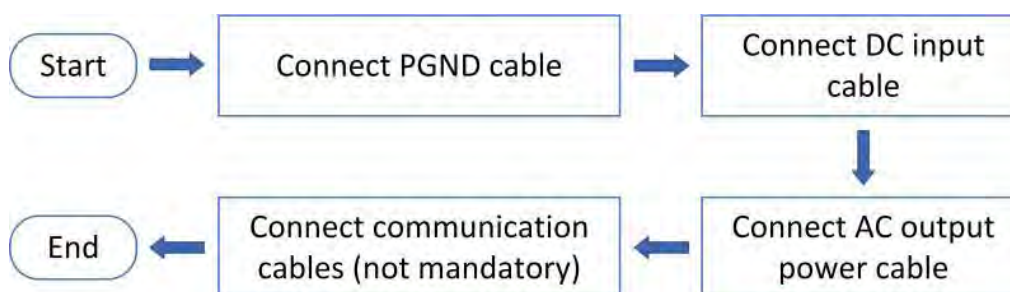 Start
Connect PGND cable
Connect DC input
cable
Connect AC output
power cable
Connect communication
cables (not mandatory)
End